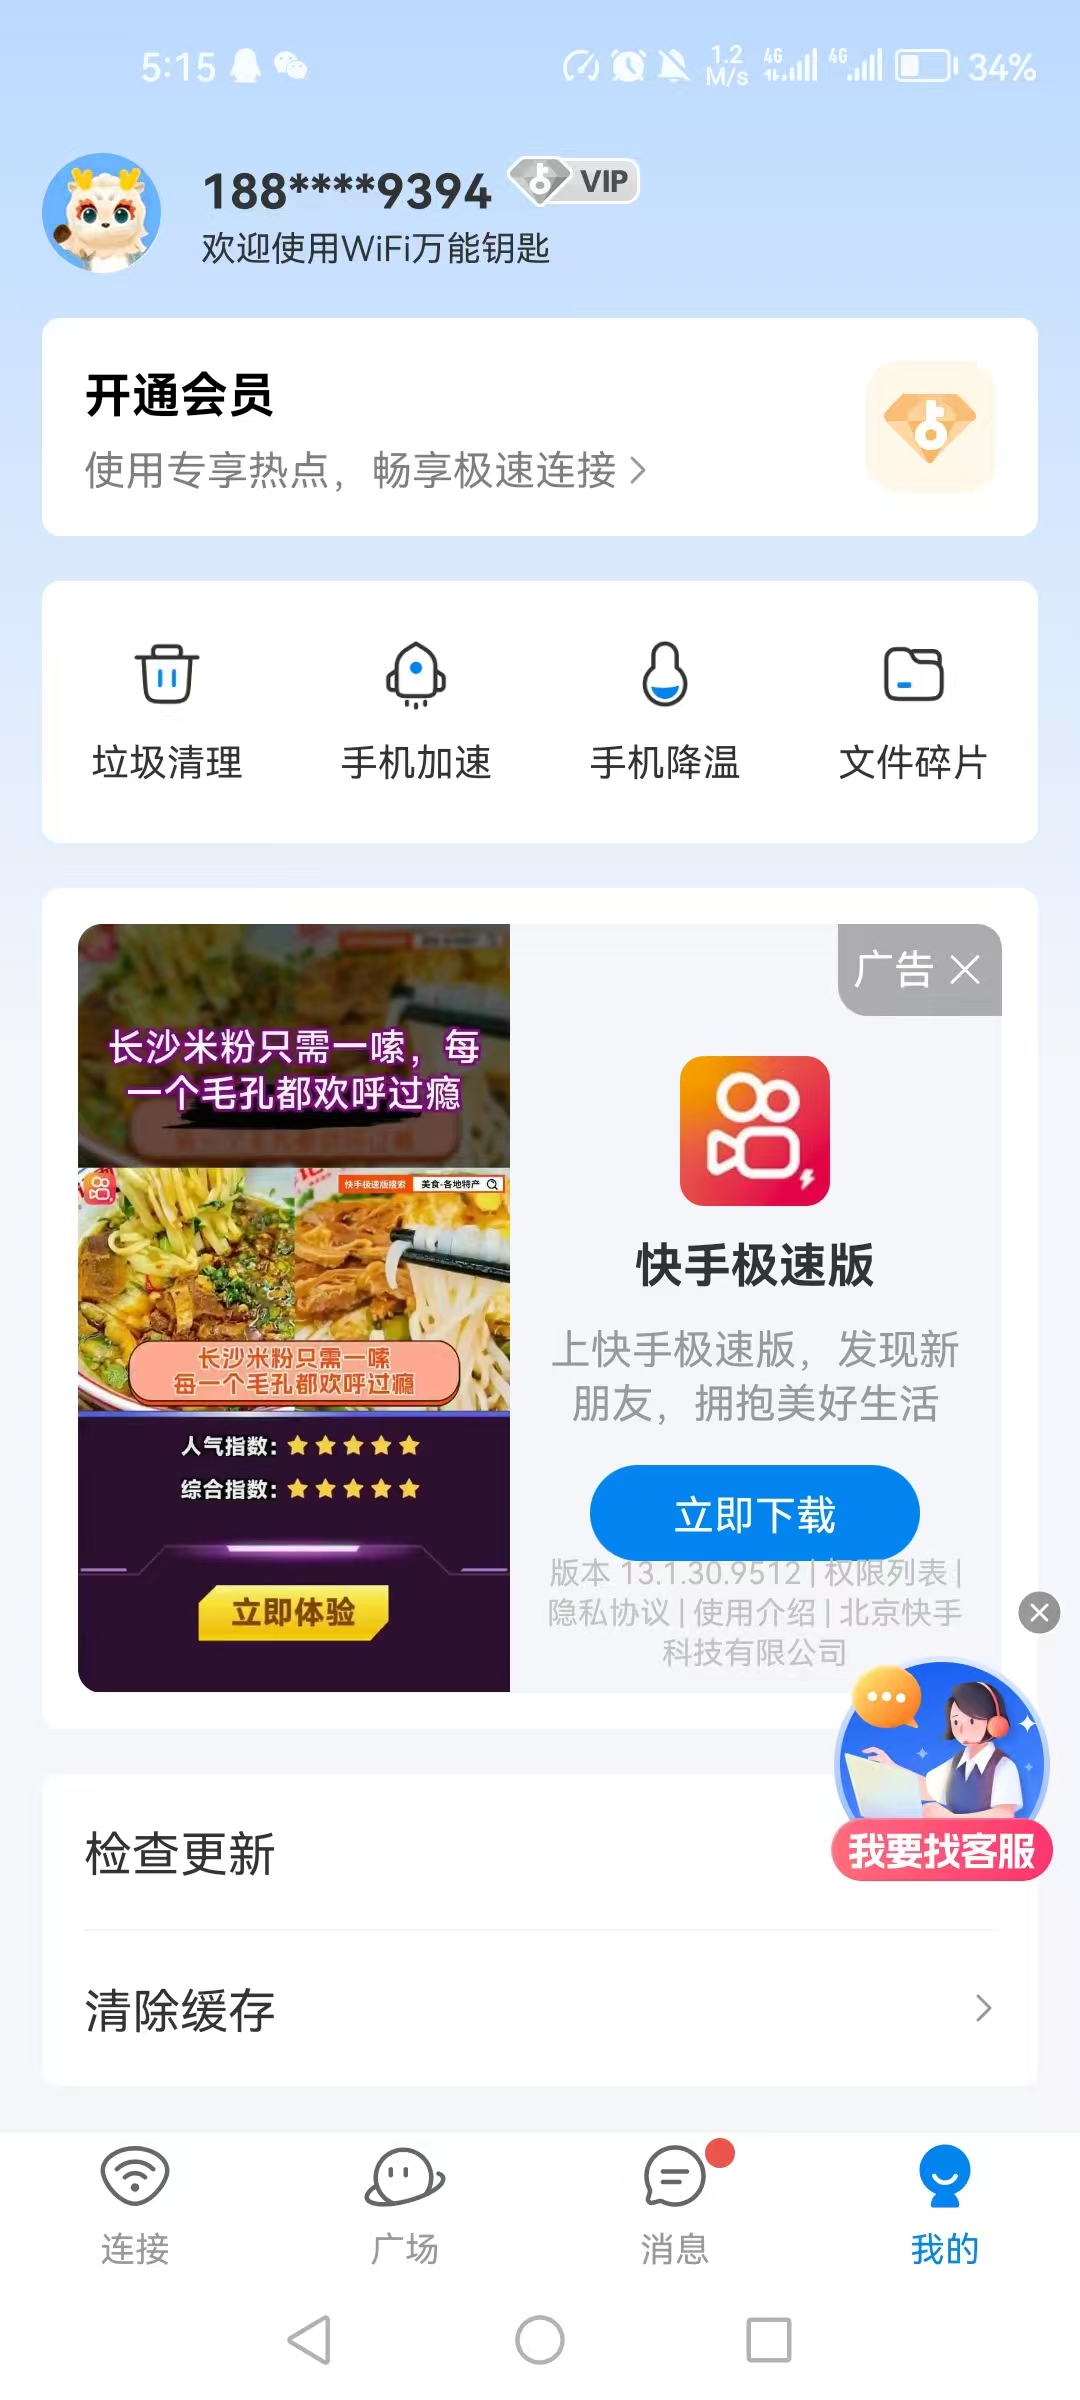 5:15
1.2
M/s
4G
4G
34%
188****9394
VIP
欢迎使用WiFi万能钥匙
开通会员
使用专享热点，畅享极速连接
垃圾清理
手机加速
手机降温
文件碎片
广告
长沙米粉只需一嗦，每
一个毛孔都欢呼过瘾
快手极速版搜索
美食-各地特产
长沙米粉只需一嗦
每一个毛孔都欢呼过瘾
人气指数：
综合指数：
立即体验
快手极速版
上快手极速版，发现新
朋友，拥抱美好生活
立即下载
版本 13.1.30.9512 | 权限列表 |
隐私协议 | 使用介绍 | 北京快手
科技有限公司
我要找客服
检查更新
清除缓存
连接
广场
消息
我的